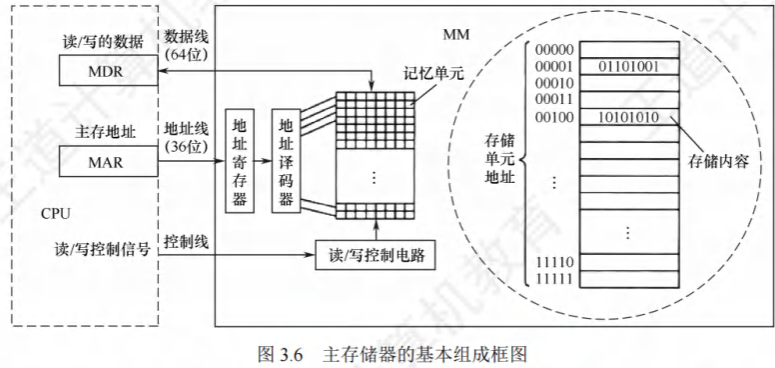 读/写的数据
MDR
数据线
(64位)
MM
记忆单元
主存地址
MAR
地址线
(36位)
地址寄存器
地址译码器
⋮
CPU
读/写控制信号
控制线
读/写控制电路
存储单元地址
00000
00001 01101001
00010
00011
00100 10101010
存储内容
⋮
⋮
11110
11111
图 3.6 主存储器的基本组成框图